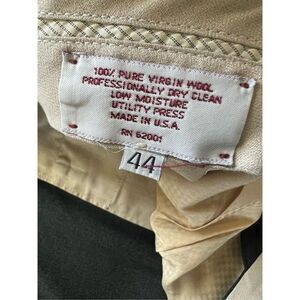 100% PURE VIRGIN WOOL
PROFESSIONALLY DRY CLEAN
LOW MOISTURE
UTILITY PRESS
MADE IN U.S.A.
RN 62001
44